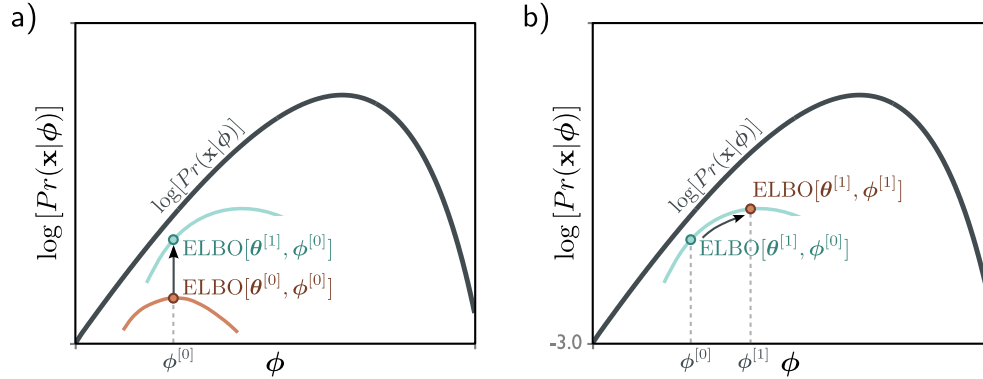 a)
log[Pr(𝐱|𝝓)]
log[Pr(𝐱|𝝓)]
ELBO[𝜽^[1], 𝝓^[0]]
ELBO[𝜽^[0], 𝝓^[0]]
𝝓^[0]
𝝓
b)
log[Pr(𝐱|𝝓)]
log[Pr(𝐱|𝝓)]
ELBO[𝜽^[1], 𝝓^[1]]
ELBO[𝜽^[1], 𝝓^[0]]
-3.0
𝝓^[0]
𝝓^[1]
𝝓